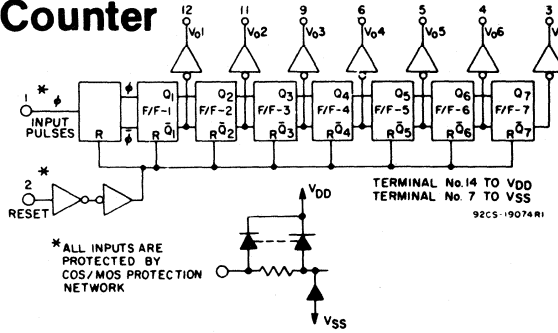 Counter
12 11 9 6 5 4 3
V₀1 V₀2 V₀3 V₀4 V₀5 V₀6 V
* φ
1
INPUT
PULSES
φ Q₁ Q₂ Q₃ Q₄ Q₅ Q₆ Q₇
F/F-1 F/F-2 F/F-3 F/F-4 F/F-5 F/F-6 F/F-7
R φ̅ Q̅₁ R Q̅₂ R Q̅₃ R Q̅₄ R Q̅₅ R Q̅₆ R Q̅₇
2 *
RESET
TERMINAL No.14 TO VDD
TERMINAL No. 7 TO VSS
92CS-19074RI
*ALL INPUTS ARE
PROTECTED BY
COS/MOS PROTECTION
NETWORK
VDD
VSS